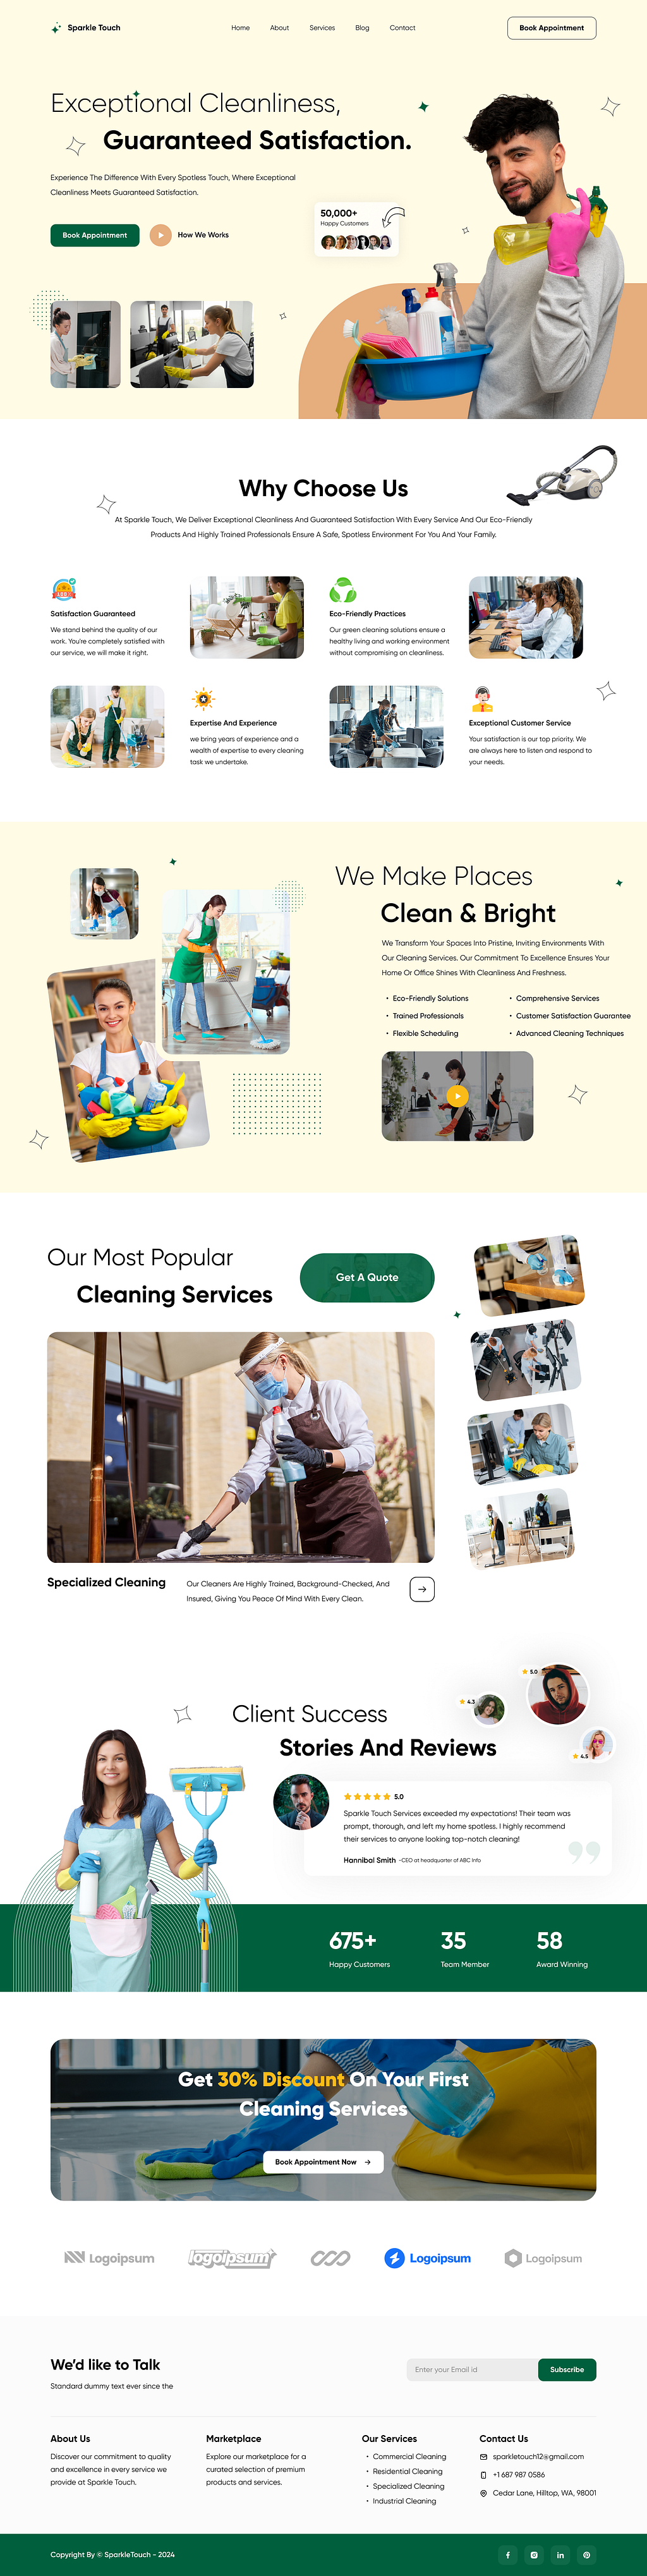 Sparkle Touch
Home
About
Services
Blog
Contact
Book Appointment
Exceptional Cleanliness,
Guaranteed Satisfaction.
Experience The Difference With Every Spotless Touch, Where Exceptional
Cleanliness Meets Guaranteed Satisfaction.
50,000+
Happy Customers
Book Appointment
How We Works
Why Choose Us
At Sparkle Touch, We Deliver Exceptional Cleanliness And Guaranteed Satisfaction With Every Service And Our Eco-Friendly
Products And Highly Trained Professionals Ensure A Safe, Spotless Environment For You And Your Family.
Satisfaction Guaranteed
We stand behind the quality of our
work. You're completely satisfied with
our service, we will make it right.
Eco-Friendly Practices
Our green cleaning solutions ensure a
healthy living and working environment
without compromising on cleanliness.
Expertise And Experience
we bring years of experience and a
wealth of expertise to every cleaning
task we undertake.
Exceptional Customer Service
Your satisfaction is our top priority. We
are always here to listen and respond to
your needs.
We Make Places
Clean & Bright
We Transform Your Spaces Into Pristine, Inviting Environments With
Our Cleaning Services. Our Commitment To Excellence Ensures Your
Home Or Office Shines With Cleanliness And Freshness.
• Eco-Friendly Solutions
• Comprehensive Services
• Trained Professionals
• Customer Satisfaction Guarantee
• Flexible Scheduling
• Advanced Cleaning Techniques
Our Most Popular
Cleaning Services
Get A Quote
Specialized Cleaning
Our Cleaners Are Highly Trained, Background-Checked, And
Insured, Giving You Peace Of Mind With Every Clean.
5.0
4.3
4.5
Client Success
Stories And Reviews
5.0
Sparkle Touch Services exceeded my expectations! Their team was
prompt, thorough, and left my home spotless. I highly recommend
their services to anyone looking top-notch cleaning!
Hannibal Smith -CEO at headquarter of ABC Info
675+
Happy Customers
35
Team Member
58
Award Winning
Get 30% Discount On Your First
Cleaning Services
Book Appointment Now
Logoipsum
logoipsum
Logoipsum
Logoipsum
We'd like to Talk
Standard dummy text ever since the
Enter your Email id
Subscribe
About Us
Discover our commitment to quality
and excellence in every service we
provide at Sparkle Touch.
Marketplace
Explore our marketplace for a
curated selection of premium
products and services.
Our Services
• Commercial Cleaning
• Residential Cleaning
• Specialized Cleaning
• Industrial Cleaning
Contact Us
sparkletouch12@gmail.com
+1 687 987 0586
Cedar Lane, Hilltop, WA, 98001
Copyright By © SparkleTouch - 2024